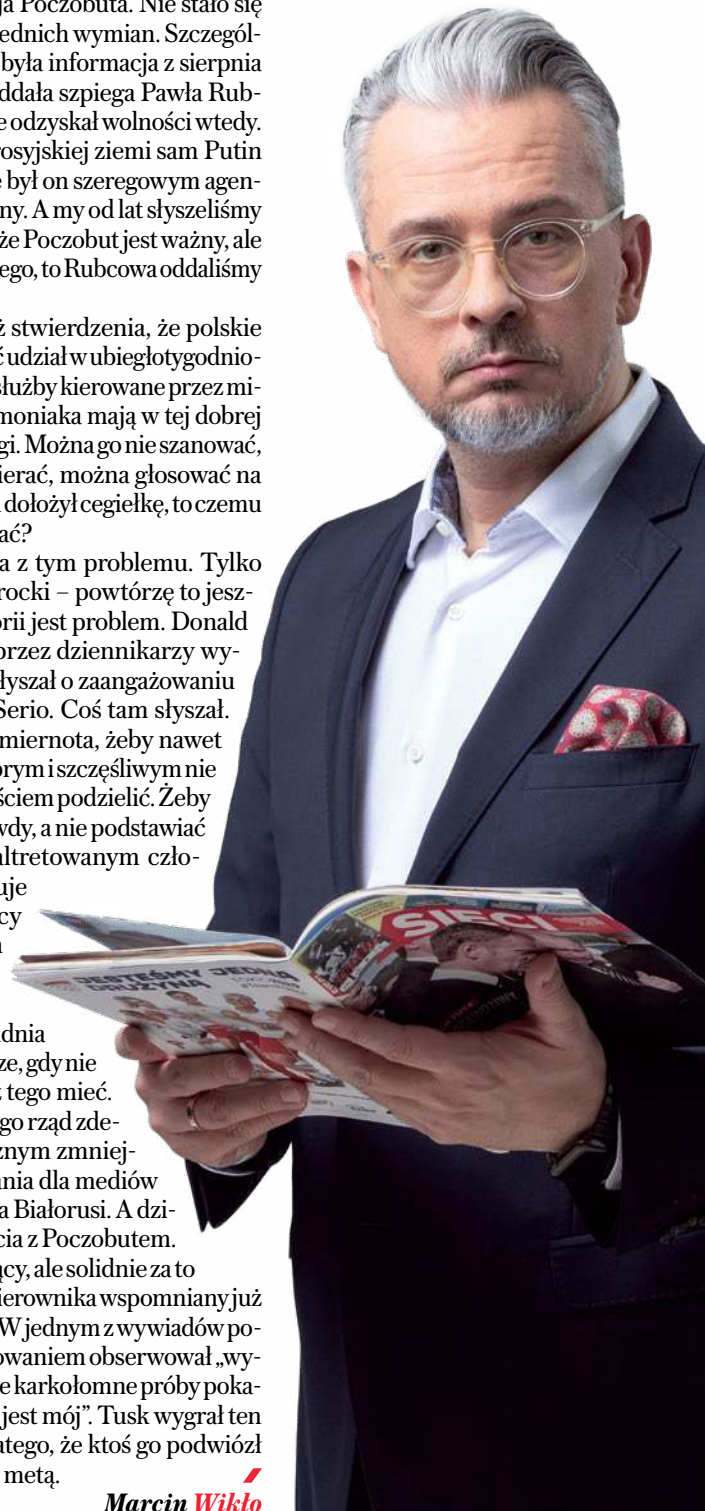 ja Poczobuta. Nie stało się
ednich wymian. Szczegól-
była informacja z sierpnia
ddała szpiega Pawła Rub-
e odzyskał wolności wtedy.
rosyjskiej ziemi sam Putin
e był on szeregowym agen-
ny. A my od lat słyszeliśmy
że Poczobut jest ważny, ale
ego, to Rubcowa oddaliśmy
ż stwierdzenia, że polskie
ć udział w ubiegłotygodnio-
służby kierowane przez mi-
moniaka mają w tej dobrej
gi. Można go nie szanować,
ierać, można głosować na
dołożył cegiełkę, to czemu
ać?
a z tym problemu. Tylko
rocki – powtórzę to jesz-
orii jest problem. Donald
przez dziennikarzy wy-
łyszał o zaangażowaniu
Serio. Coś tam słyszał.
miernota, żeby nawet
brym i szczęśliwym nie
ściem podzielić. Żeby
wdy, a nie podstawiać
altretowanym czło-
uje
cy
dnia
ze, gdy nie
z tego mieć.
go rząd zde-
znym zmniej-
ania dla mediów
a Białorusi. A dzi-
cia z Poczobutem.
ący, ale solidnie za to
ierownika wspomniany już
W jednym z wywiadów po-
owaniem obserwował „wy-
e karkołomne próby poka-
jest mój”. Tusk wygrał ten
atego, że ktoś go podwiózł
metą.
Marcin Wikło
SIECI
JESTEŚMY JEDNĄ
DRUŻYNĄ